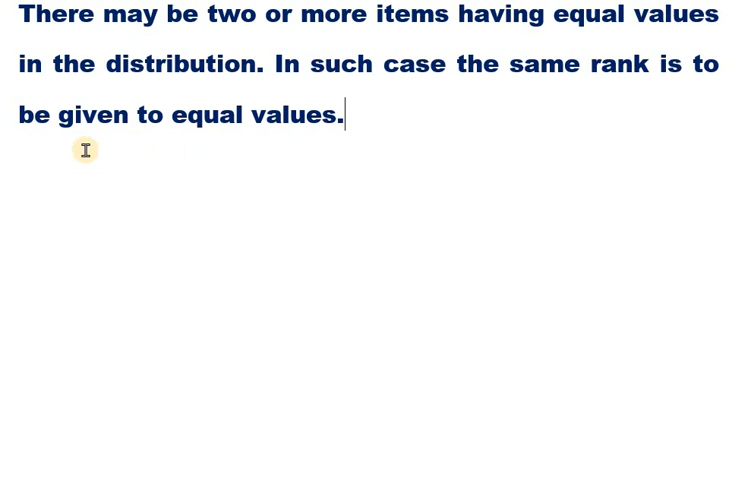 There may be two or more items having equal values
in the distribution. In such case the same rank is to
be given to equal values.